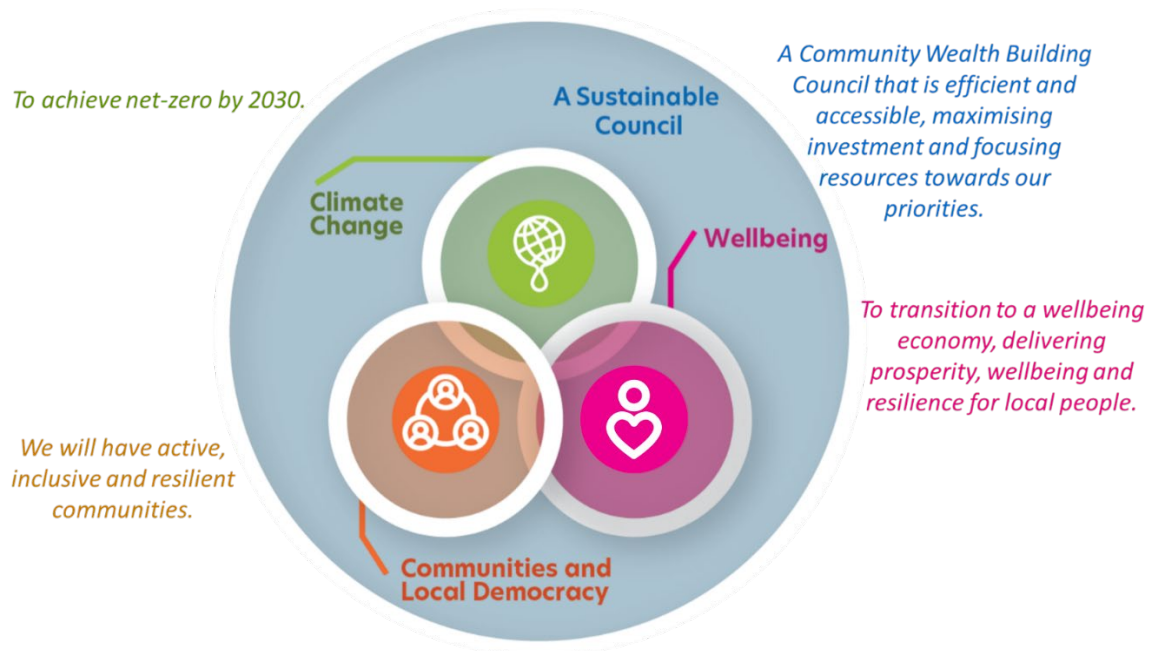 To achieve net-zero by 2030.
A Sustainable
Council
A Community Wealth Building
Council that is efficient and
accessible, maximising
investment and focusing
resources towards our
priorities.
Climate
Change
Wellbeing
To transition to a wellbeing
economy, delivering
prosperity, wellbeing and
resilience for local people.
We will have active,
inclusive and resilient
communities.
Communities and
Local Democracy